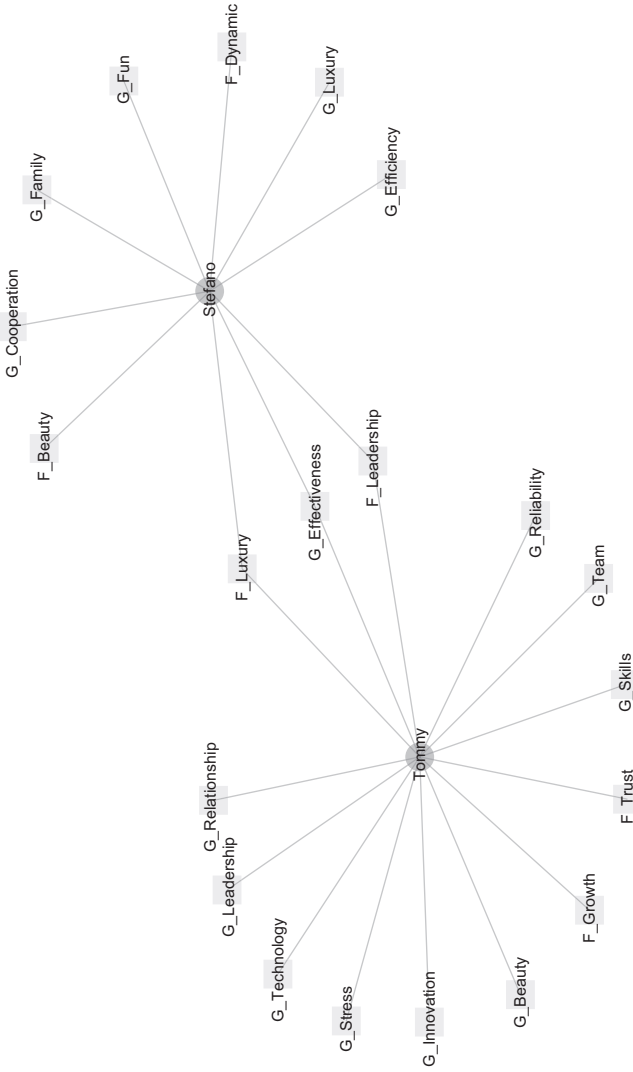 G_Cooperation
F_Beauty
G_Family
G_Fun
F_Dynamic
G_Luxury
G_Efficiency
Stefano
F_Luxury
G_Effectiveness
F_Leadership
G_Reliability
G_Team
G_Skills
F_Trust
Tommy
G_Relationship
G_Leadership
G_Technology
G_Stress
G_Innovation
G_Beauty
F_Growth